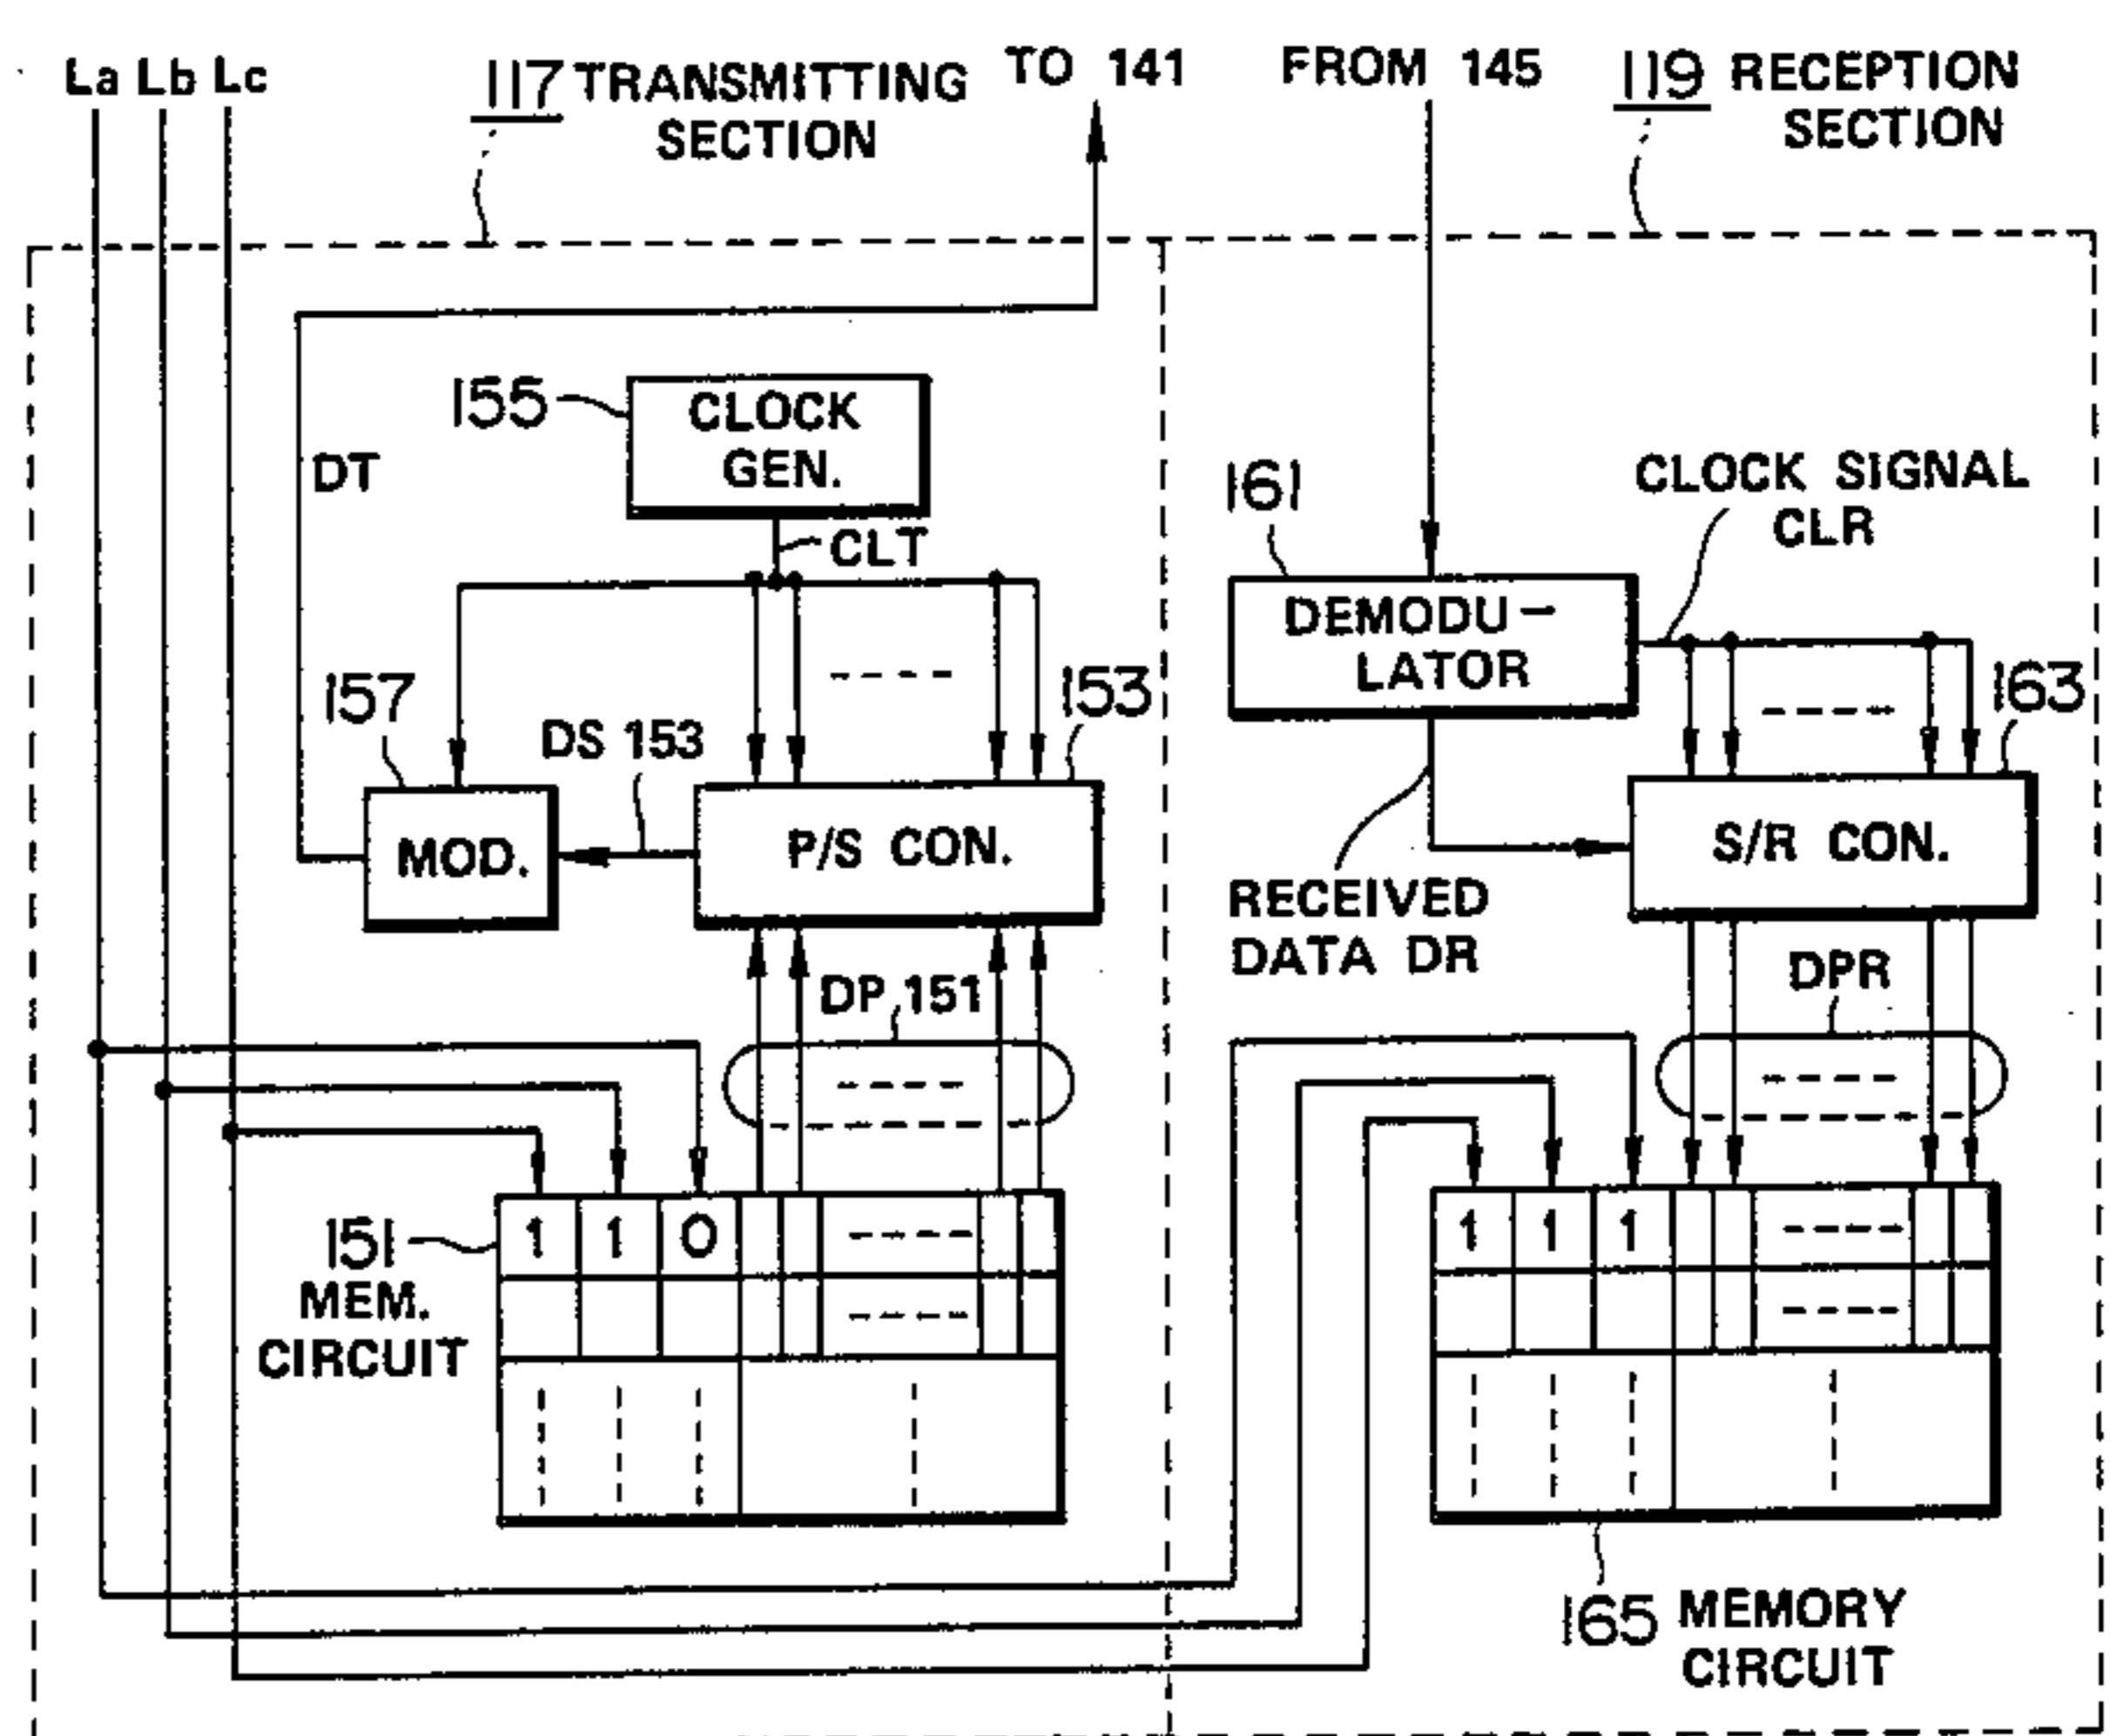 La Lb Lc
117 TRANSMITTING
SECTION
TO 141
FROM 145
119 RECEPTION
SECTION
155
CLOCK
GEN.
DT
CLT
161
CLOCK SIGNAL
CLR
DEMODU-
LATOR
157
DS 153
153
163
MOD.
P/S CON.
S/R CON.
RECEIVED
DATA DR
DP 151
DPR
151
MEM.
CIRCUIT
1 1 0
1 1 1
165 MEMORY
CIRCUIT